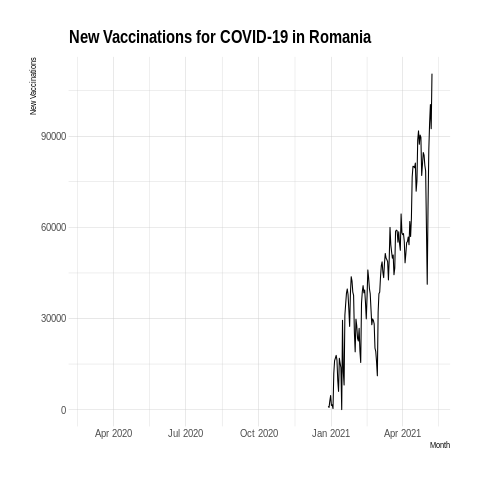 New Vaccinations for COVID-19 in Romania
New Vaccinations
90000
60000
30000
0
Apr 2020 Jul 2020 Oct 2020 Jan 2021 Apr 2021
Month